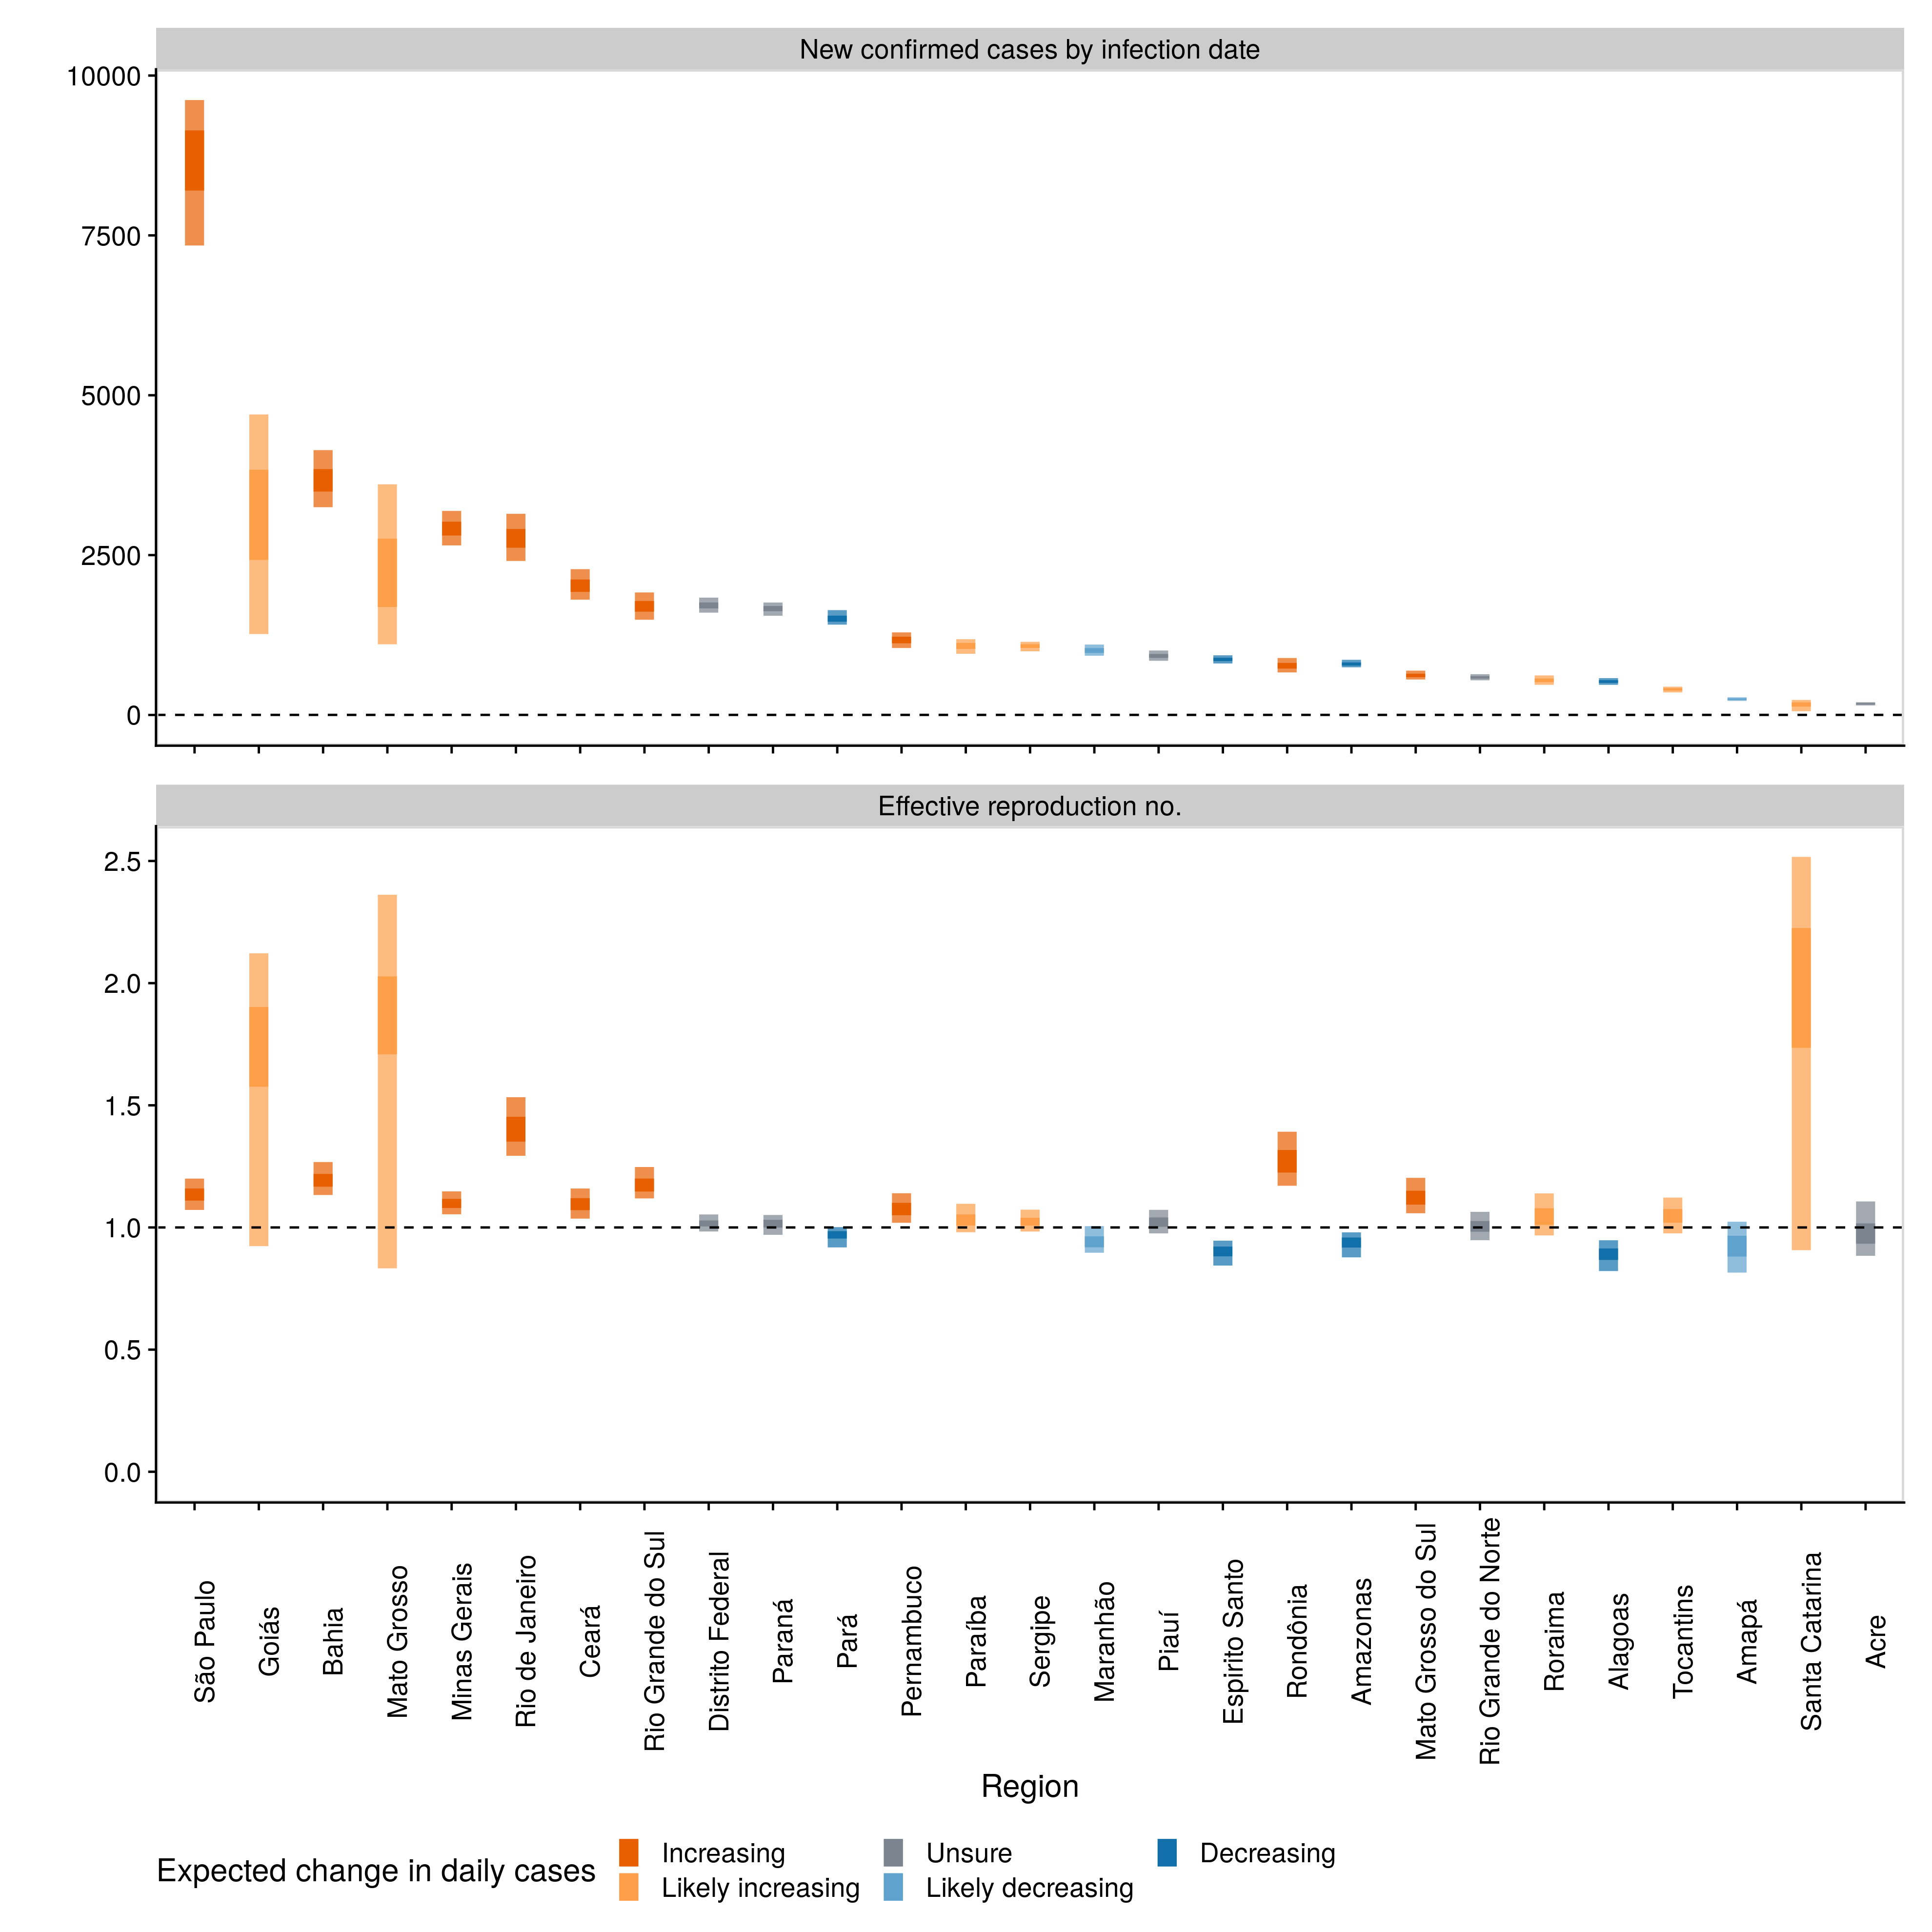 New confirmed cases by infection date
10000
7500
5000
2500
0
Effective reproduction no.
2.5
2.0
1.5
1.0
0.5
0.0
São Paulo
Goiás
Bahia
Mato Grosso
Minas Gerais
Rio de Janeiro
Ceará
Rio Grande do Sul
Distrito Federal
Paraná
Pará
Pernambuco
Paraíba
Sergipe
Maranhão
Piauí
Espirito Santo
Rondônia
Amazonas
Mato Grosso do Sul
Rio Grande do Norte
Roraima
Alagoas
Tocantins
Amapá
Santa Catarina
Acre
Region
Expected change in daily cases
Increasing
Likely increasing
Unsure
Likely decreasing
Decreasing